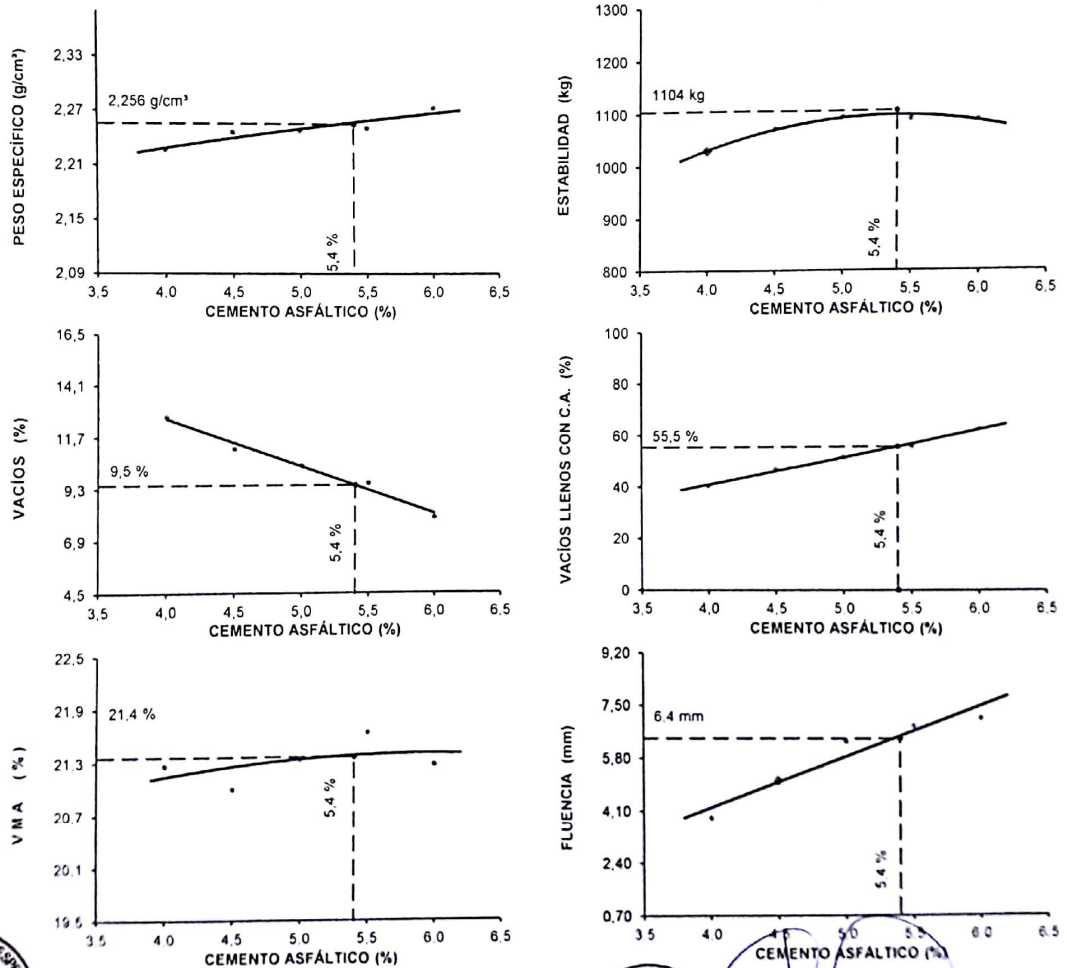 PESO ESPECÍFICO (g/cm³)
2,33
2,27
2,21
2,15
2,09
2,256 g/cm³
5,4 %
3,5 4,0 4,5 5,0 5,5 6,0 6,5
CEMENTO ASFÁLTICO (%)
ESTABILIDAD (kg)
1300
1200
1100
1000
900
800
1104 kg
5,4 %
3,5 4,0 4,5 5,0 5,5 6,0 6,5
CEMENTO ASFÁLTICO (%)
VACÍOS (%)
16,5
14,1
11,7
9,3
6,9
4,5
9,5 %
5,4 %
3,5 4,0 4,5 5,0 5,5 6,0 6,5
CEMENTO ASFÁLTICO (%)
VACÍOS LLENOS CON C.A. (%)
100
80
60
40
20
0
55,5 %
5,4 %
3,5 4,0 4,5 5,0 5,5 6,0 6,5
CEMENTO ASFÁLTICO (%)
V M A (%)
22,5
21,9
21,3
20,7
20,1
19,5
21,4 %
5,4 %
3,5 4,0 4,5 5,0 5,5 6,0 6,5
CEMENTO ASFÁLTICO (%)
FLUENCIA (mm)
9,20
7,50
5,80
4,10
2,40
0,70
6,4 mm
5,4 %
3,5 4,0 4,5 5,0 5,5 6,0 6,5
CEMENTO ASFÁLTICO (%)